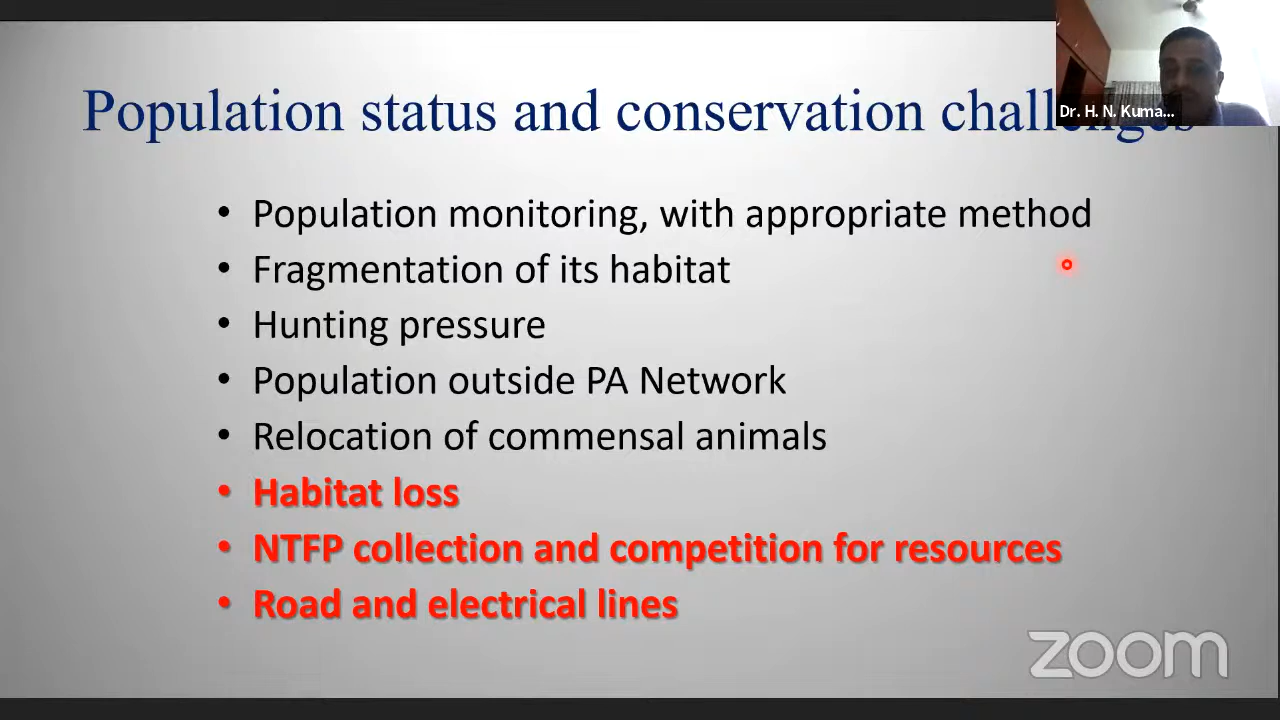 Population status and conservation challenges
Dr. H. N. Kuma...
• Population monitoring, with appropriate method
• Fragmentation of its habitat
• Hunting pressure
• Population outside PA Network
• Relocation of commensal animals
• Habitat loss
• NTFP collection and competition for resources
• Road and electrical lines
zoom